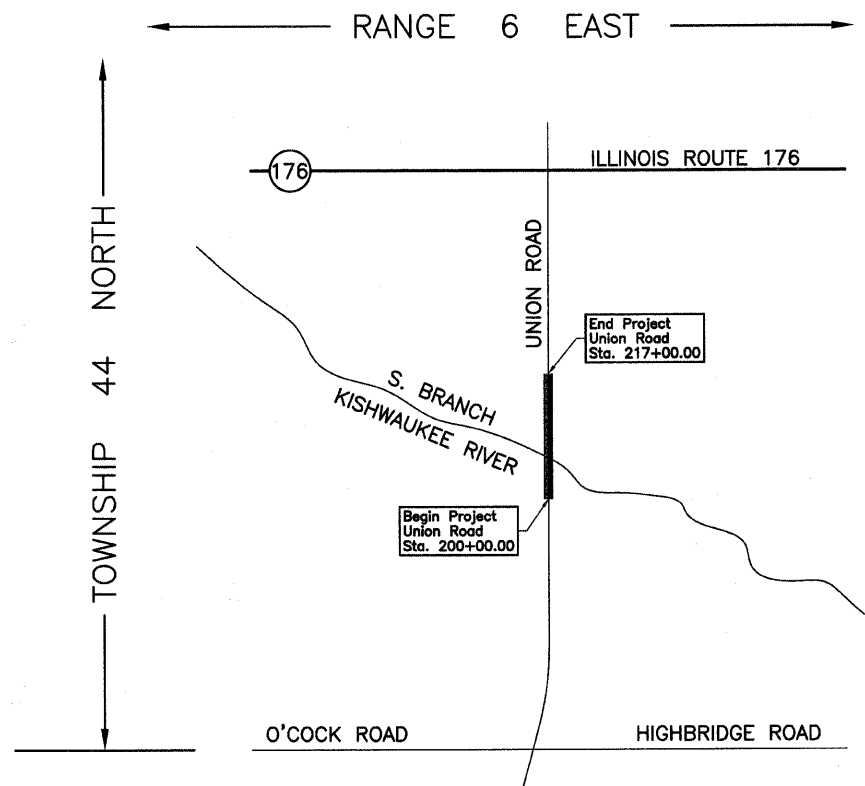 RANGE 6 EAST
TOWNSHIP 44 NORTH
176
ILLINOIS ROUTE 176
UNION ROAD
End Project
Union Road
Sta. 217+00.00
S. BRANCH
KISHWAUKEE RIVER
Begin Project
Union Road
Sta. 200+00.00
O'COCK ROAD
HIGHBRIDGE ROAD